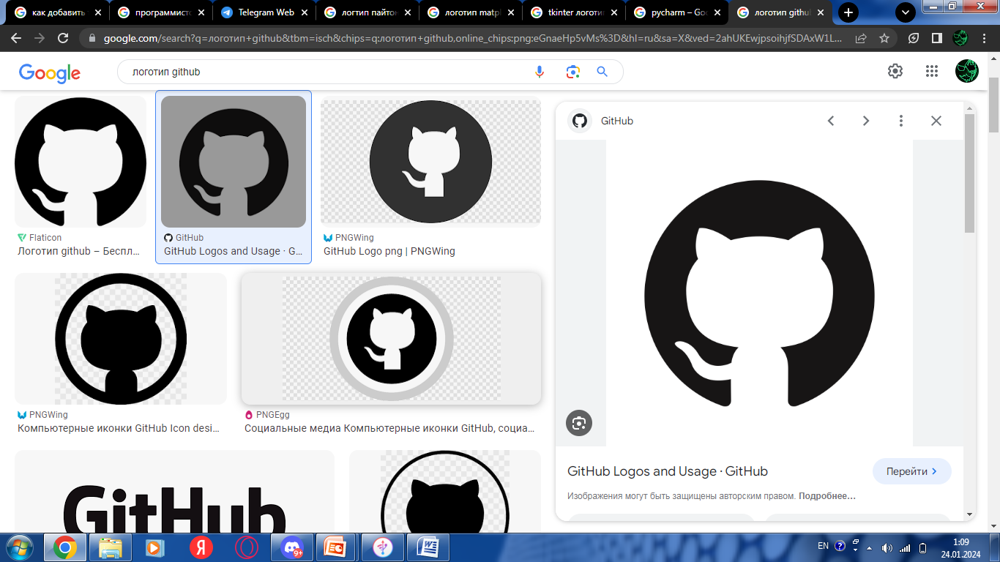 как добавить
программисто
Telegram Web
логтип пайтон
логотип matpl
tkinter логоти
pycharm – Goo
логотип github
google.com/search?q=логотип+github&tbm=isch&chips=q:логотип+github,online_chips:png:eGnaeHp5vMs%3D&hl=ru&sa=X&ved=2ahUKEwjpsoihjfSDAxW1L...
Google
логотип github
Flaticon
Логотип github – Беспл...
GitHub
GitHub Logos and Usage · G...
PNGWing
GitHub Logo png | PNGWing
PNGWing
Компьютерные иконки GitHub Icon desi...
PNGEgg
Социальные медиа Компьютерные иконки GitHub, социа...
GitHub
GitHub
GitHub Logos and Usage · GitHub
Перейти
Изображения могут быть защищены авторским правом. Подробнее...
Я
9+
EN
1:09
24.01.2024